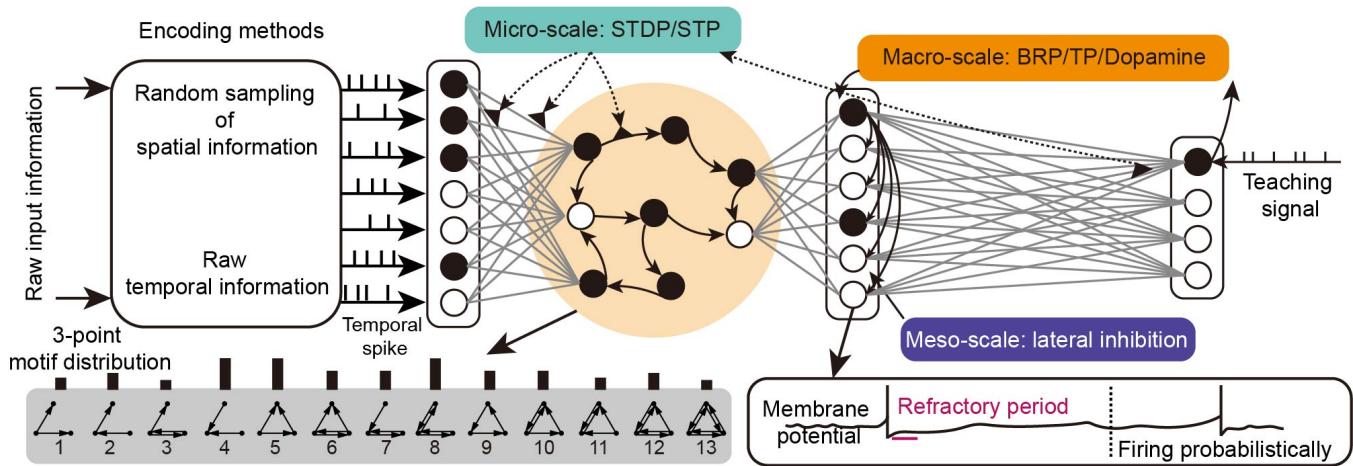 Encoding methods
Micro-scale: STDP/STP
Macro-scale: BRP/TP/Dopamine
Raw input information
Random sampling
of
spatial information
Raw
temporal information
Temporal
spike
Teaching
signal
Meso-scale: lateral inhibition
3-point
motif distribution
1 2 3 4 5 6 7 8 9 10 11 12 13
Membrane
potential
Refractory period
Firing probabilistically